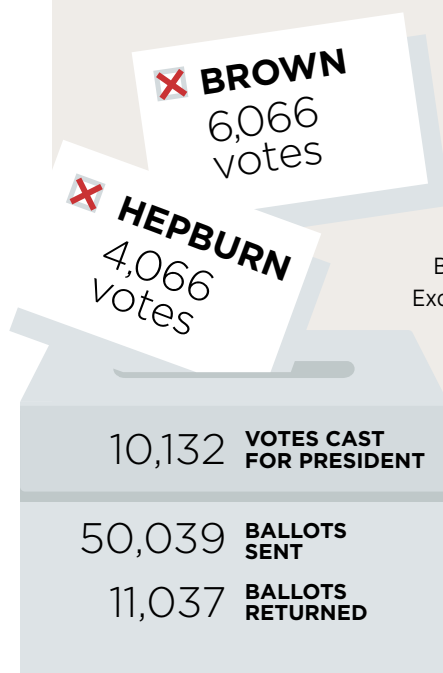 BROWN
6,066
votes
HEPBURN
4,066
votes
10,132 VOTES CAST
FOR PRESIDENT
50,039 BALLOTS
SENT
11,037 BALLOTS
RETURNED